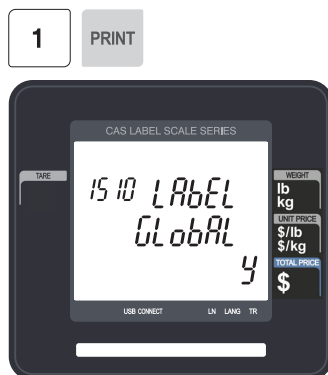 1 PRINT
CAS LABEL SCALE SERIES
TARE
1510 LAbEL
GLobAL
y
WEIGHT
lb
kg
UNIT PRICE
$/lb
$/kg
TOTAL PRICE
$
USB CONNECT LN LANG TR